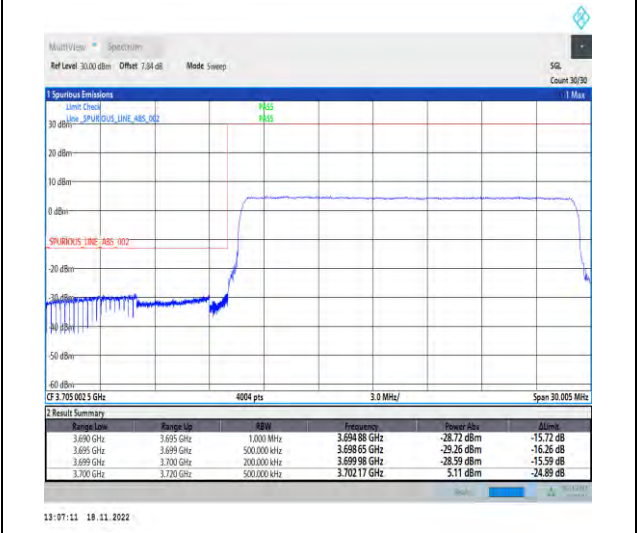 MultiView Spectrum
Ref Level 30.00 dBm Offset 7.84 dB Mode Sweep SGL
Count 30/30
1 Spurious Emissions 1 Max
Limit Check PASS
Line _SPURIOUS_LINE_ABS_002 PASS
30 dBm
20 dBm
10 dBm
0 dBm
_SPURIOUS_LINE_ABS_002
-20 dBm
-30 dBm
-40 dBm
-50 dBm
-60 dBm
CF 3.705 002 5 GHz 4004 pts 3.0 MHz/ Span 30.005 MHz
2 Result Summary
Range Low Range Up RBW Frequency Power Abs ΔLimit
3.690 GHz 3.695 GHz 1.000 MHz 3.694 88 GHz -28.72 dBm -15.72 dB
3.695 GHz 3.699 GHz 500.000 kHz 3.698 65 GHz -29.26 dBm -16.26 dB
3.699 GHz 3.700 GHz 200.000 kHz 3.699 98 GHz -28.59 dBm -15.59 dB
3.700 GHz 3.720 GHz 500.000 kHz 3.702 17 GHz 5.11 dBm -24.89 dB
13:07:11 18.11.2022